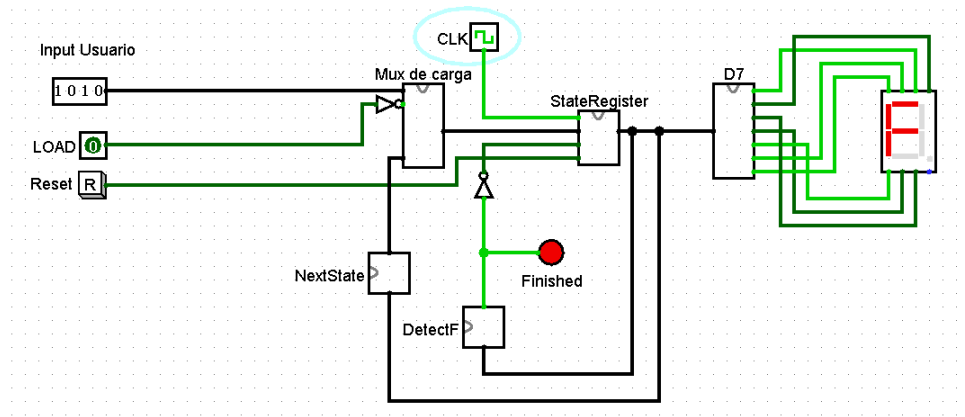 Input Usuario
CLK
1 0 1 0
Mux de carga
D7
StateRegister
LOAD
0
Reset
R
NextState
Finished
DetectF
F